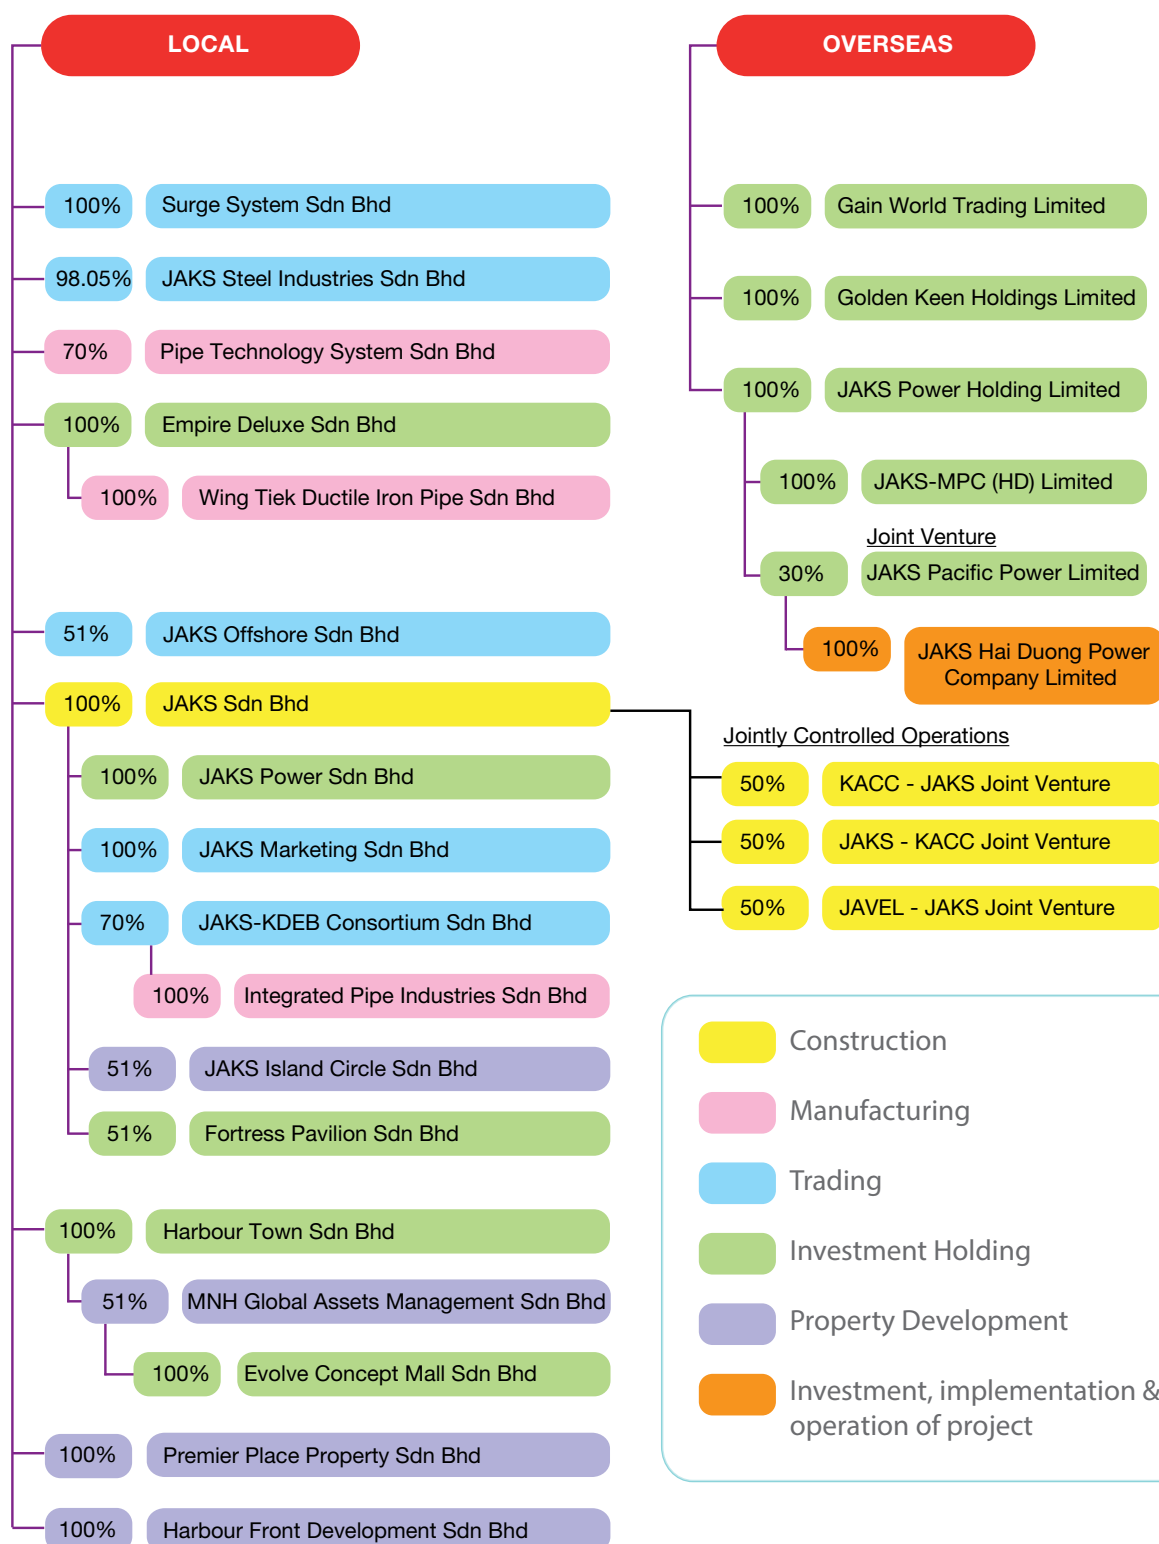 LOCAL
100% Surge System Sdn Bhd
98.05% JAKS Steel Industries Sdn Bhd
70% Pipe Technology System Sdn Bhd
100% Empire Deluxe Sdn Bhd
100% Wing Tiek Ductile Iron Pipe Sdn Bhd
51% JAKS Offshore Sdn Bhd
100% JAKS Sdn Bhd
100% JAKS Power Sdn Bhd
100% JAKS Marketing Sdn Bhd
70% JAKS-KDEB Consortium Sdn Bhd
100% Integrated Pipe Industries Sdn Bhd
51% JAKS Island Circle Sdn Bhd
51% Fortress Pavilion Sdn Bhd
100% Harbour Town Sdn Bhd
51% MNH Global Assets Management Sdn Bhd
100% Evolve Concept Mall Sdn Bhd
100% Premier Place Property Sdn Bhd
100% Harbour Front Development Sdn Bhd
OVERSEAS
100% Gain World Trading Limited
100% Golden Keen Holdings Limited
100% JAKS Power Holding Limited
100% JAKS-MPC (HD) Limited
Joint Venture
30% JAKS Pacific Power Limited
100% JAKS Hai Duong Power
Company Limited
Jointly Controlled Operations
50% KACC - JAKS Joint Venture
50% JAKS - KACC Joint Venture
50% JAVEL - JAKS Joint Venture
Construction
Manufacturing
Trading
Investment Holding
Property Development
Investment, implementation &
operation of project